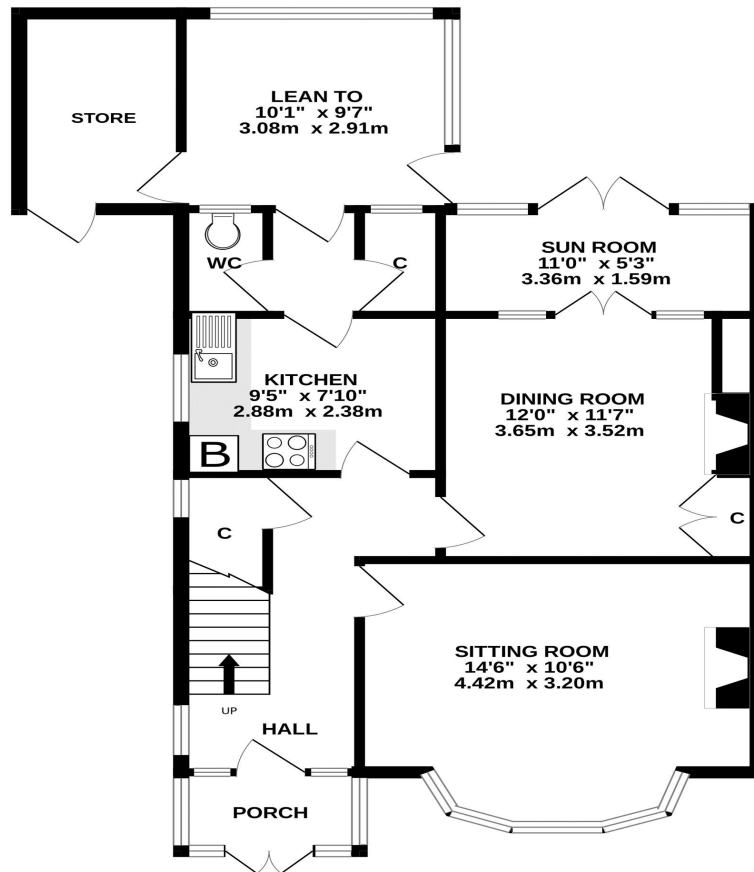 STORE
LEAN TO
10'1" x 9'7"
3.08m x 2.91m
WC
C
SUN ROOM
11'0" x 5'3"
3.36m x 1.59m
KITCHEN
9'5" x 7'10"
2.88m x 2.38m
B
DINING ROOM
12'0" x 11'7"
3.65m x 3.52m
C
C
SITTING ROOM
14'6" x 10'6"
4.42m x 3.20m
UP
HALL
PORCH